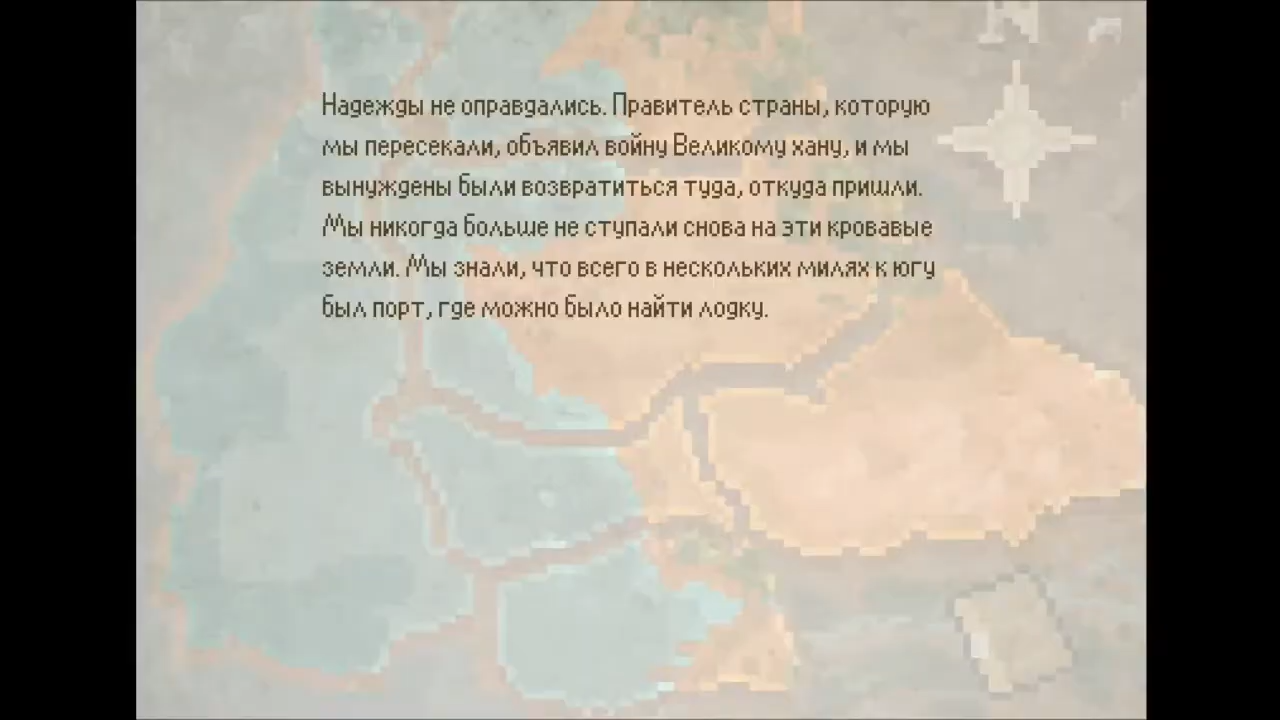 Надежды не оправдались. Правитель страны, которую
мы пересекали, объявил войну Великому хану, и мы
вынуждены были возвратиться туда, откуда пришли.
Мы никогда больше не ступали снова на эти кровавые
земли. Мы знали, что всего в нескольких милях к югу
был порт, где можно было найти лодку.
N